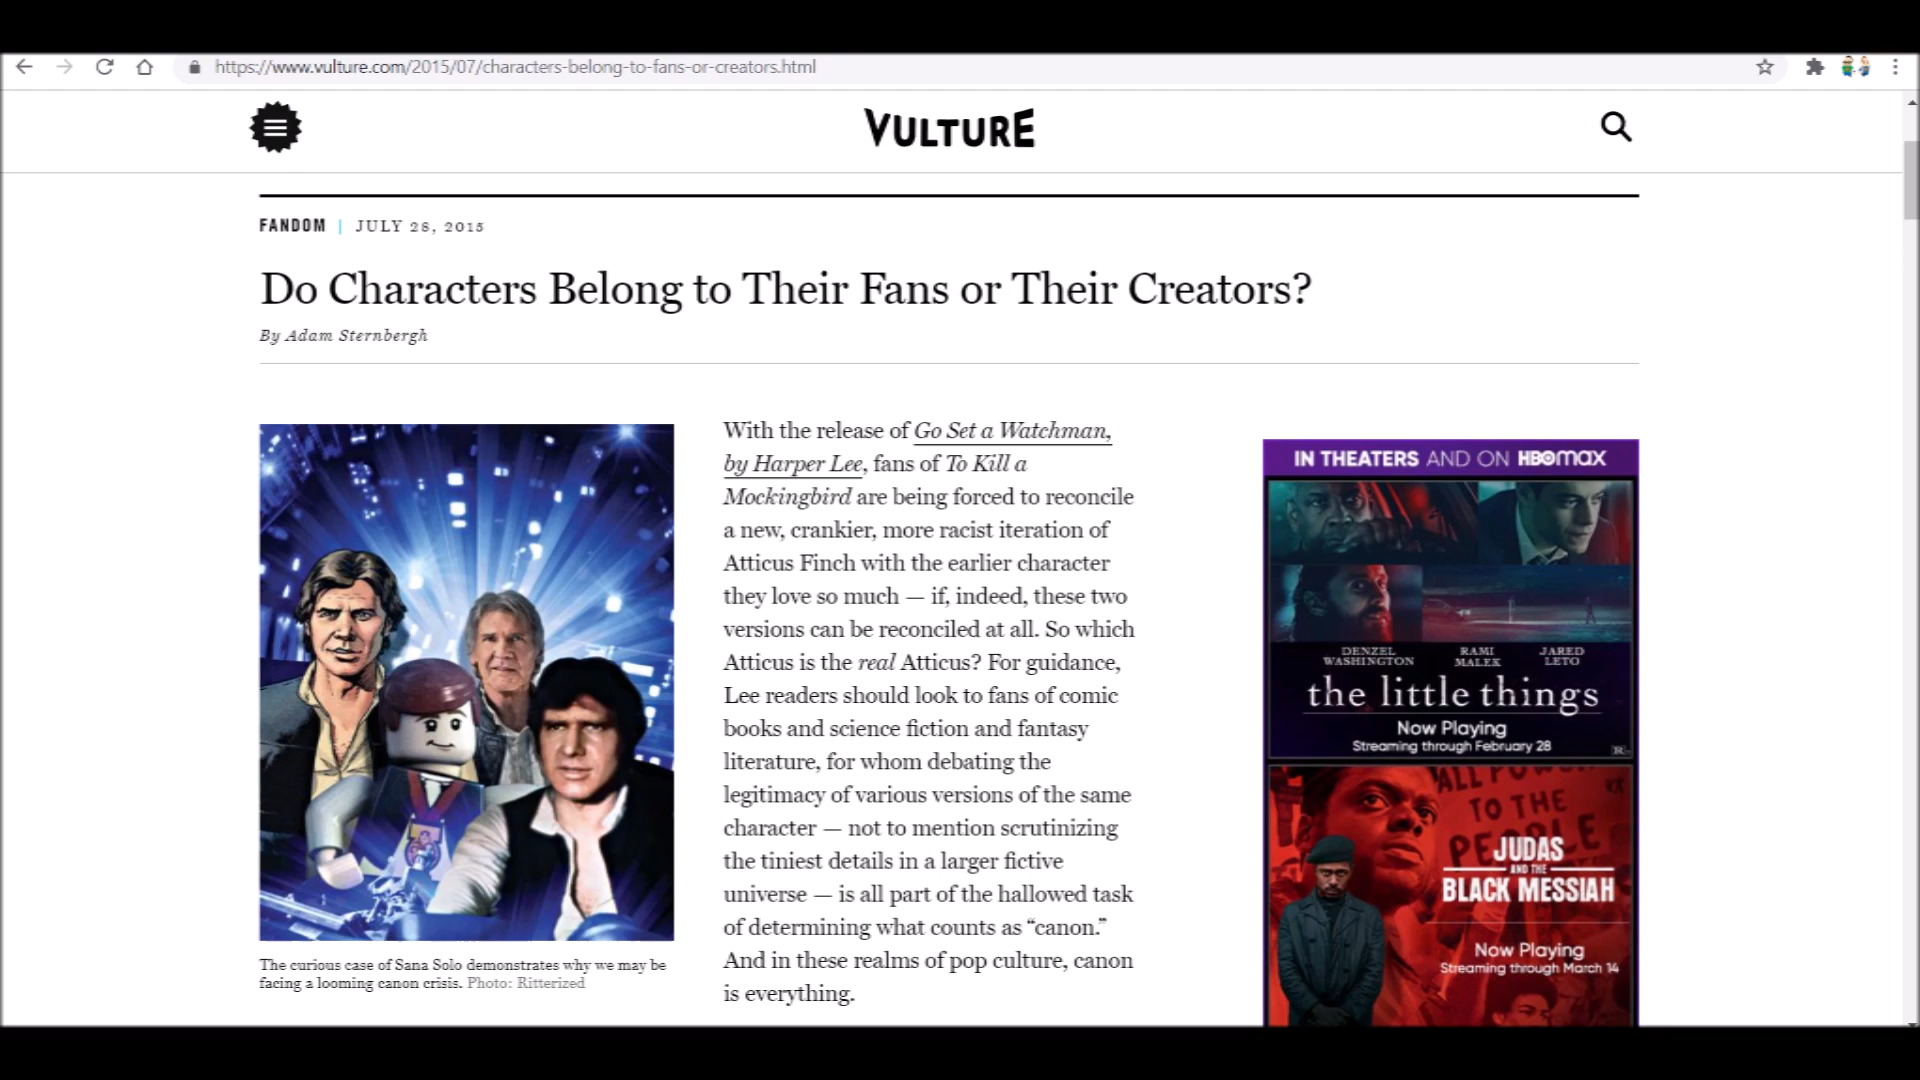 https://www.vulture.com/2015/07/characters-belong-to-fans-or-creators.html
VULTURE
FANDOM | JULY 28, 2015
Do Characters Belong to Their Fans or Their Creators?
By Adam Sternbergh
With the release of Go Set a Watchman,
by Harper Lee, fans of To Kill a
Mockingbird are being forced to reconcile
a new, crankier, more racist iteration of
Atticus Finch with the earlier character
they love so much — if, indeed, these two
versions can be reconciled at all. So which
Atticus is the real Atticus? For guidance,
Lee readers should look to fans of comic
books and science fiction and fantasy
literature, for whom debating the
legitimacy of various versions of the same
character — not to mention scrutinizing
the tiniest details in a larger fictive
universe — is all part of the hallowed task
of determining what counts as “canon.”
And in these realms of pop culture, canon
is everything.
The curious case of Sana Solo demonstrates why we may be
facing a looming canon crisis. Photo: Ritterized
IN THEATERS AND ON HBOMAX
DENZEL WASHINGTON
RAMI MALEK
JARED LETO
the little things
Now Playing
Streaming through February 28
R
ALL POW
TO THE
PEOPLE
JUDAS
AND THE
BLACK MESSIAH
Now Playing
Streaming through March 14